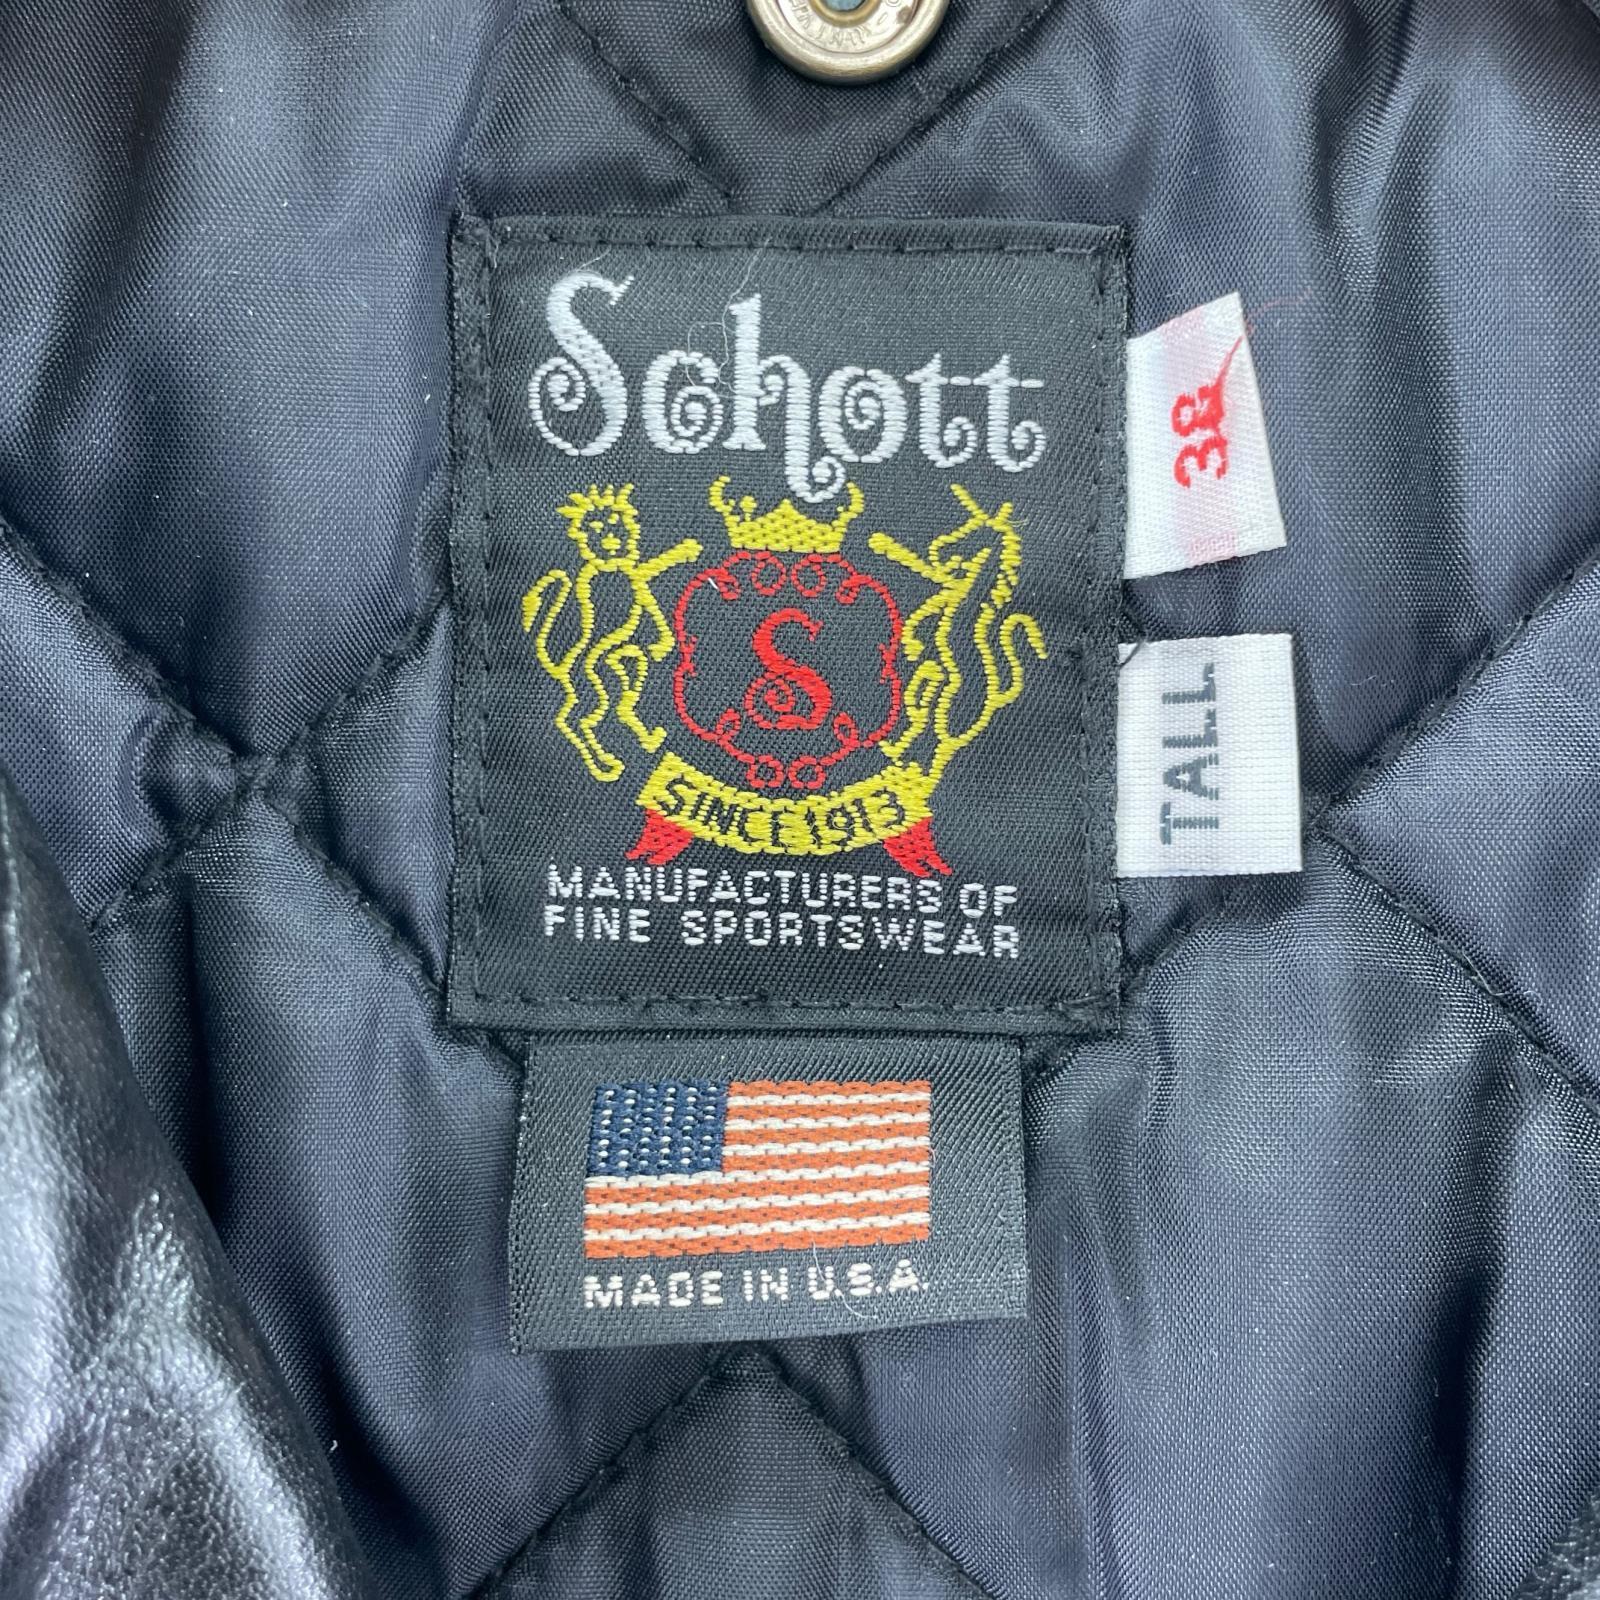 Schott
38
S
SINCE 1913
TALL
MANUFACTURERS OF
FINE SPORTSWEAR
MADE IN U.S.A.